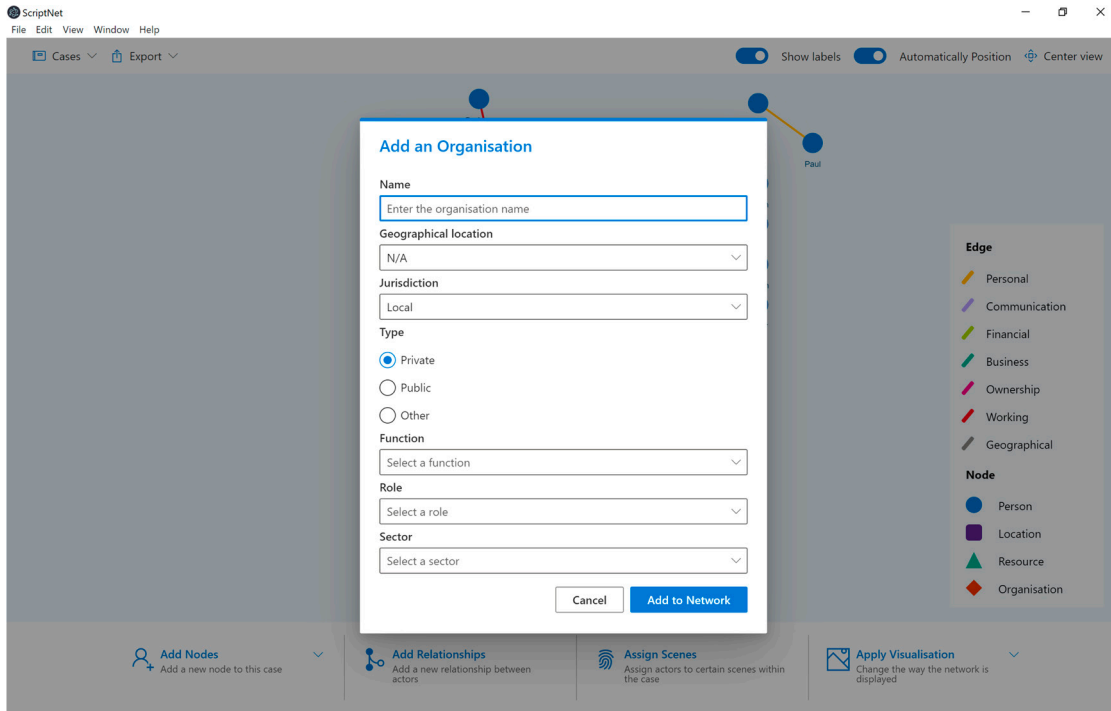 ScriptNet
File Edit View Window Help
Cases Export Show labels Automatically Position Center view
Paul
Add an Organisation
Name
Enter the organisation name
Geographical location
N/A
Jurisdiction
Local
Type
Private
Public
Other
Function
Select a function
Role
Select a role
Sector
Select a sector
Cancel Add to Network
Edge
Personal
Communication
Financial
Business
Ownership
Working
Geographical
Node
Person
Location
Resource
Organisation
Add Nodes
Add a new node to this case
Add Relationships
Add a new relationship between
actors
Assign Scenes
Assign actors to certain scenes within
the case
Apply Visualisation
Change the way the network is
displayed